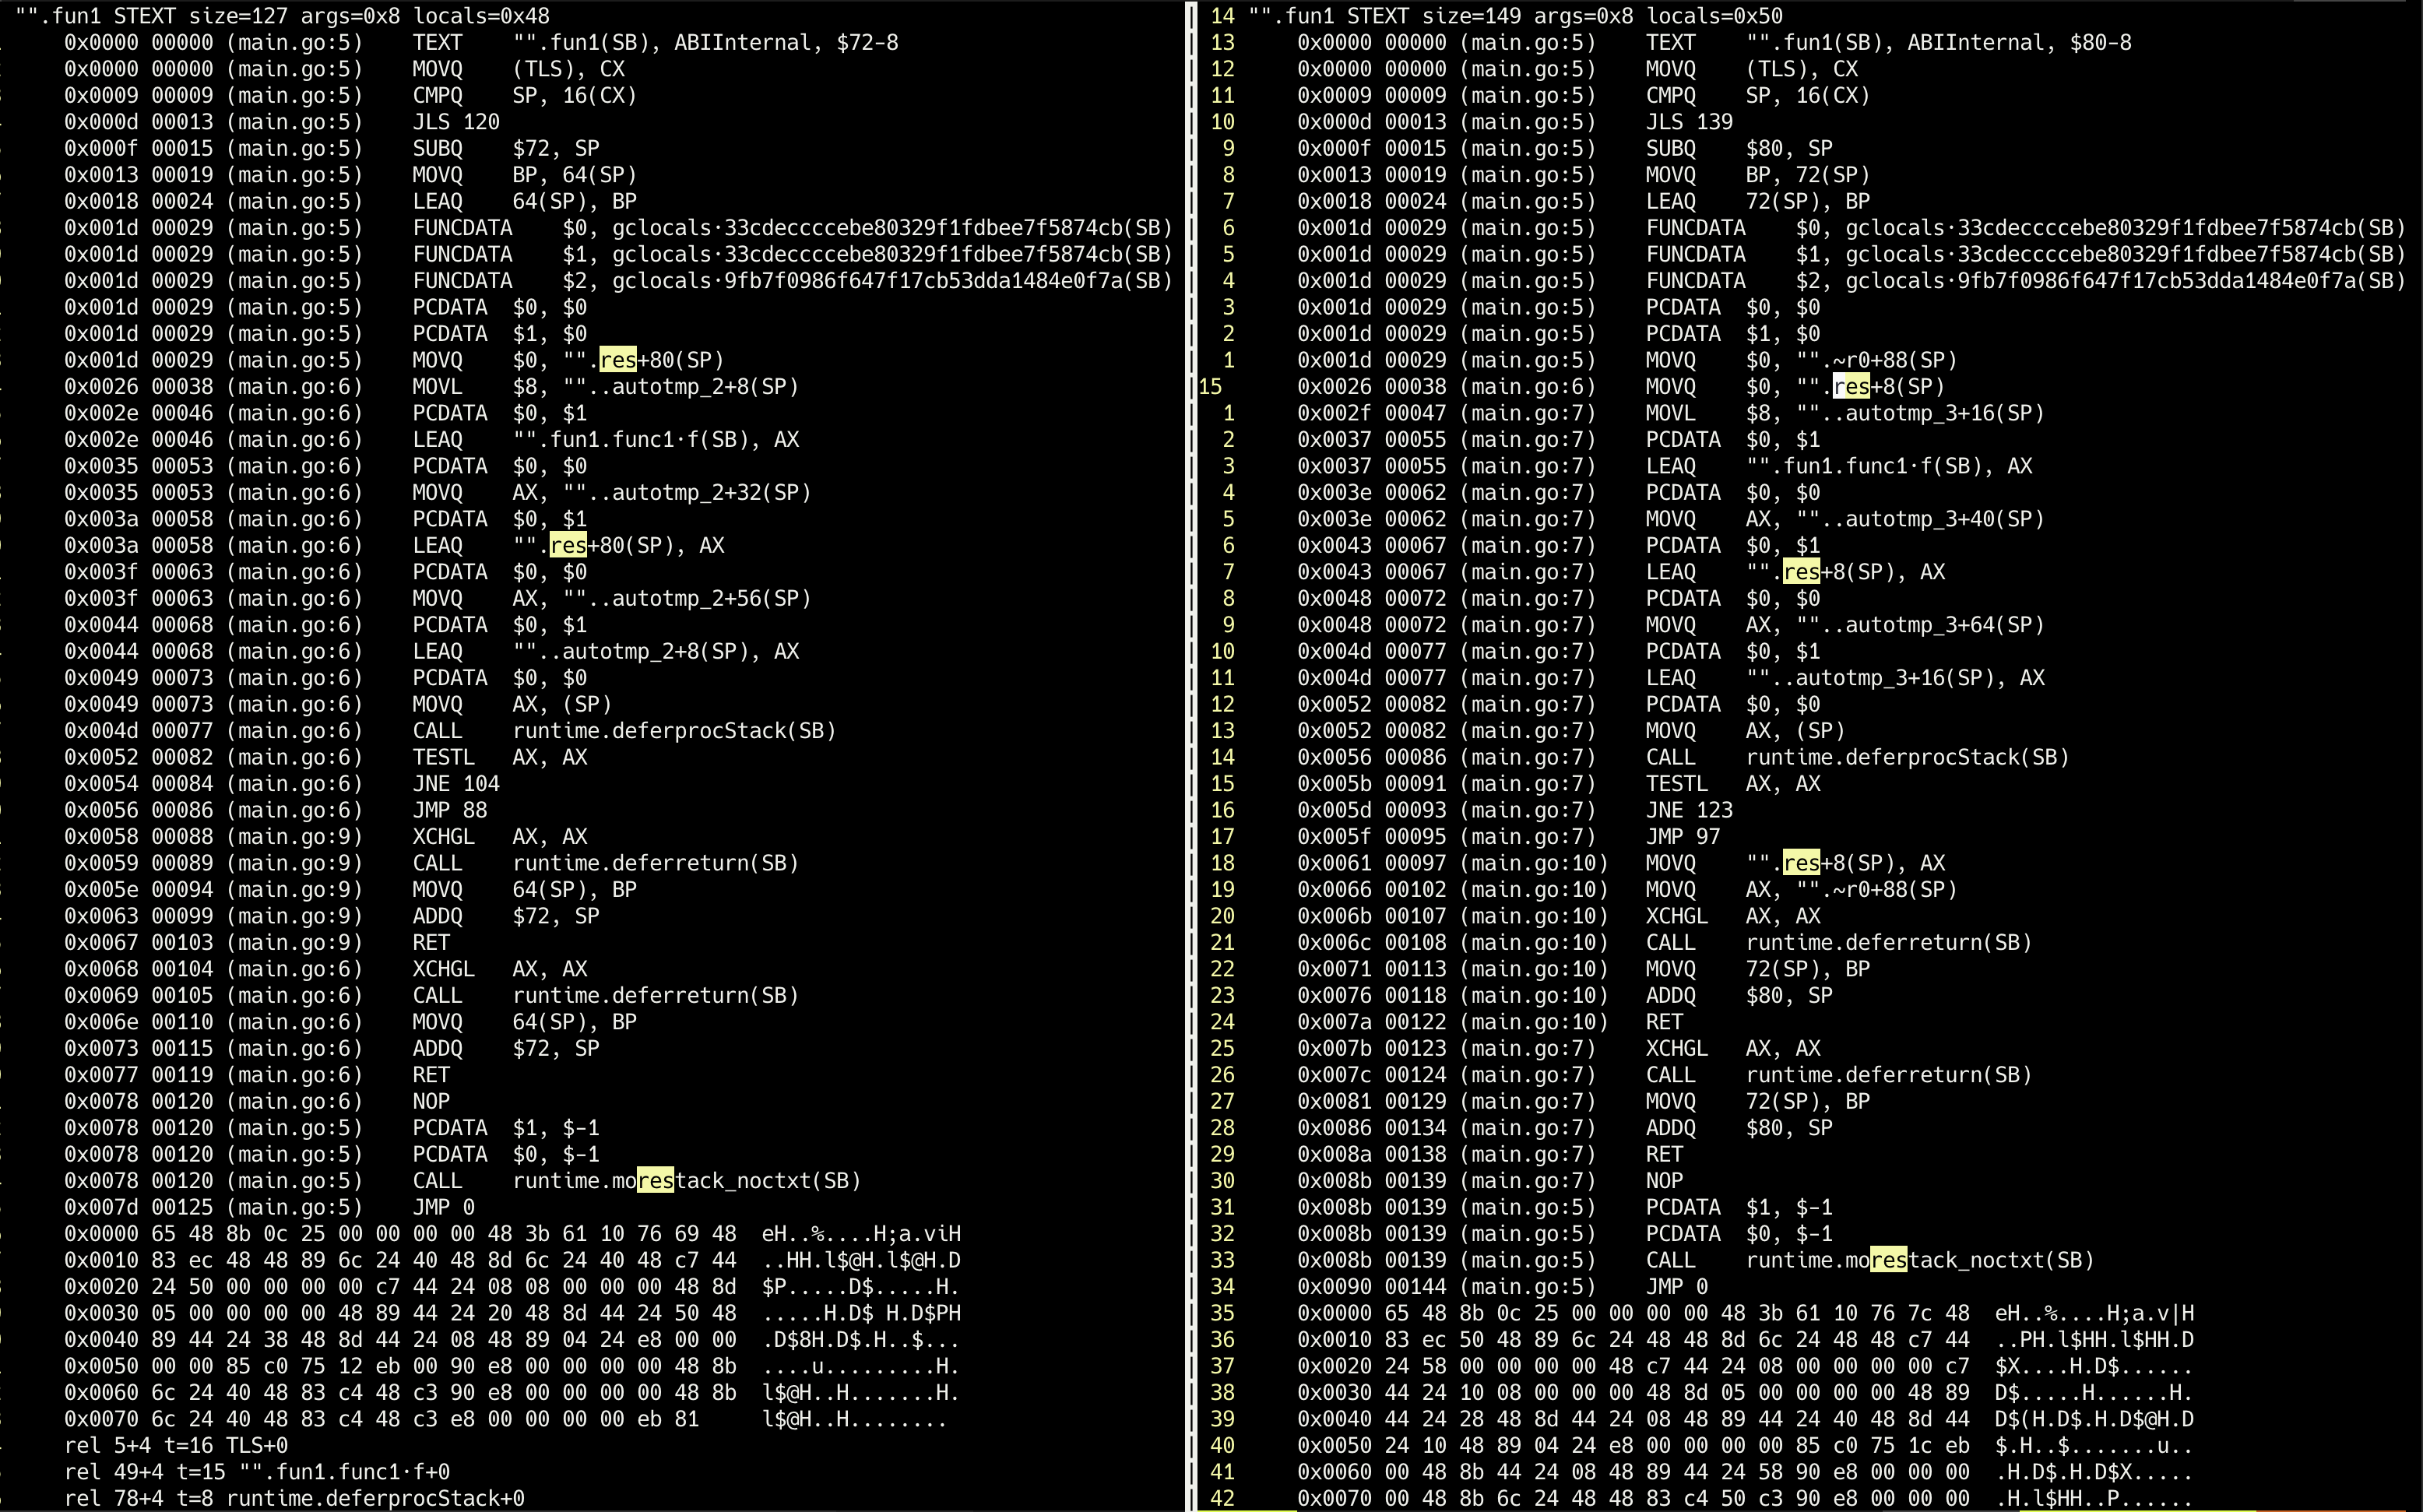 "".fun1 STEXT size=127 args=0x8 locals=0x48
0x0000 00000 (main.go:5) TEXT "".fun1(SB), ABIInternal, $72-8
0x0000 00000 (main.go:5) MOVQ (TLS), CX
0x0009 00009 (main.go:5) CMPQ SP, 16(CX)
0x000d 00013 (main.go:5) JLS 120
0x000f 00015 (main.go:5) SUBQ $72, SP
0x0013 00019 (main.go:5) MOVQ BP, 64(SP)
0x0018 00024 (main.go:5) LEAQ 64(SP), BP
0x001d 00029 (main.go:5) FUNCDATA $0, gclocals·33cdeccccebe80329f1fdbee7f5874cb(SB)
0x001d 00029 (main.go:5) FUNCDATA $1, gclocals·33cdeccccebe80329f1fdbee7f5874cb(SB)
0x001d 00029 (main.go:5) FUNCDATA $2, gclocals·9fb7f0986f647f17cb53dda1484e0f7a(SB)
0x001d 00029 (main.go:5) PCDATA $0, $0
0x001d 00029 (main.go:5) PCDATA $1, $0
0x001d 00029 (main.go:5) MOVQ $0, "".res+80(SP)
0x0026 00038 (main.go:6) MOVL $8, ""..autotmp_2+8(SP)
0x002e 00046 (main.go:6) PCDATA $0, $1
0x002e 00046 (main.go:6) LEAQ "".fun1.func1·f(SB), AX
0x0035 00053 (main.go:6) PCDATA $0, $0
0x0035 00053 (main.go:6) MOVQ AX, ""..autotmp_2+32(SP)
0x003a 00058 (main.go:6) PCDATA $0, $1
0x003a 00058 (main.go:6) LEAQ "".res+80(SP), AX
0x003f 00063 (main.go:6) PCDATA $0, $0
0x003f 00063 (main.go:6) MOVQ AX, ""..autotmp_2+56(SP)
0x0044 00068 (main.go:6) PCDATA $0, $1
0x0044 00068 (main.go:6) LEAQ ""..autotmp_2+8(SP), AX
0x0049 00073 (main.go:6) PCDATA $0, $0
0x0049 00073 (main.go:6) MOVQ AX, (SP)
0x004d 00077 (main.go:6) CALL runtime.deferprocStack(SB)
0x0052 00082 (main.go:6) TESTL AX, AX
0x0054 00084 (main.go:6) JNE 104
0x0056 00086 (main.go:6) JMP 88
0x0058 00088 (main.go:9) XCHGL AX, AX
0x0059 00089 (main.go:9) CALL runtime.deferreturn(SB)
0x005e 00094 (main.go:9) MOVQ 64(SP), BP
0x0063 00099 (main.go:9) ADDQ $72, SP
0x0067 00103 (main.go:9) RET
0x0068 00104 (main.go:6) XCHGL AX, AX
0x0069 00105 (main.go:6) CALL runtime.deferreturn(SB)
0x006e 00110 (main.go:6) MOVQ 64(SP), BP
0x0073 00115 (main.go:6) ADDQ $72, SP
0x0077 00119 (main.go:6) RET
0x0078 00120 (main.go:6) NOP
0x0078 00120 (main.go:5) PCDATA $1, $-1
0x0078 00120 (main.go:5) PCDATA $0, $-1
0x0078 00120 (main.go:5) CALL runtime.morestack_noctxt(SB)
0x007d 00125 (main.go:5) JMP 0
0x0000 65 48 8b 0c 25 00 00 00 00 48 3b 61 10 76 69 48 eH..%....H;a.viH
0x0010 83 ec 48 48 89 6c 24 40 48 8d 6c 24 40 48 c7 44 ..HH.l$@H.l$@H.D
0x0020 24 50 00 00 00 00 c7 44 24 08 08 00 00 00 48 8d $P.....D$.....H.
0x0030 05 00 00 00 00 48 89 44 24 20 48 8d 44 24 50 48 .....H.D$ H.D$PH
0x0040 89 44 24 38 48 8d 44 24 08 48 89 04 24 e8 00 00 .D$8H.D$.H..$...
0x0050 00 00 85 c0 75 12 eb 00 90 e8 00 00 00 00 48 8b ....u.........H.
0x0060 6c 24 40 48 83 c4 48 c3 90 e8 00 00 00 00 48 8b l$@H..H.......H.
0x0070 6c 24 40 48 83 c4 48 c3 e8 00 00 00 00 eb 81 l$@H..H........
rel 5+4 t=16 TLS+0
rel 49+4 t=15 "".fun1.func1·f+0
rel 78+4 t=8 runtime.deferprocStack+0
14 "".fun1 STEXT size=149 args=0x8 locals=0x50
13 0x0000 00000 (main.go:5) TEXT "".fun1(SB), ABIInternal, $80-8
12 0x0000 00000 (main.go:5) MOVQ (TLS), CX
11 0x0009 00009 (main.go:5) CMPQ SP, 16(CX)
10 0x000d 00013 (main.go:5) JLS 139
9 0x000f 00015 (main.go:5) SUBQ $80, SP
8 0x0013 00019 (main.go:5) MOVQ BP, 72(SP)
7 0x0018 00024 (main.go:5) LEAQ 72(SP), BP
6 0x001d 00029 (main.go:5) FUNCDATA $0, gclocals·33cdeccccebe80329f1fdbee7f5874cb(SB)
5 0x001d 00029 (main.go:5) FUNCDATA $1, gclocals·33cdeccccebe80329f1fdbee7f5874cb(SB)
4 0x001d 00029 (main.go:5) FUNCDATA $2, gclocals·9fb7f0986f647f17cb53dda1484e0f7a(SB)
3 0x001d 00029 (main.go:5) PCDATA $0, $0
2 0x001d 00029 (main.go:5) PCDATA $1, $0
1 0x001d 00029 (main.go:5) MOVQ $0, "".~r0+88(SP)
15 0x0026 00038 (main.go:6) MOVQ $0, "".res+8(SP)
1 0x002f 00047 (main.go:7) MOVL $8, ""..autotmp_3+16(SP)
2 0x0037 00055 (main.go:7) PCDATA $0, $1
3 0x0037 00055 (main.go:7) LEAQ "".fun1.func1·f(SB), AX
4 0x003e 00062 (main.go:7) PCDATA $0, $0
5 0x003e 00062 (main.go:7) MOVQ AX, ""..autotmp_3+40(SP)
6 0x0043 00067 (main.go:7) PCDATA $0, $1
7 0x0043 00067 (main.go:7) LEAQ "".res+8(SP), AX
8 0x0048 00072 (main.go:7) PCDATA $0, $0
9 0x0048 00072 (main.go:7) MOVQ AX, ""..autotmp_3+64(SP)
10 0x004d 00077 (main.go:7) PCDATA $0, $1
11 0x004d 00077 (main.go:7) LEAQ ""..autotmp_3+16(SP), AX
12 0x0052 00082 (main.go:7) PCDATA $0, $0
13 0x0052 00082 (main.go:7) MOVQ AX, (SP)
14 0x0056 00086 (main.go:7) CALL runtime.deferprocStack(SB)
15 0x005b 00091 (main.go:7) TESTL AX, AX
16 0x005d 00093 (main.go:7) JNE 123
17 0x005f 00095 (main.go:7) JMP 97
18 0x0061 00097 (main.go:10) MOVQ "".res+8(SP), AX
19 0x0066 00102 (main.go:10) MOVQ AX, "".~r0+88(SP)
20 0x006b 00107 (main.go:10) XCHGL AX, AX
21 0x006c 00108 (main.go:10) CALL runtime.deferreturn(SB)
22 0x0071 00113 (main.go:10) MOVQ 72(SP), BP
23 0x0076 00118 (main.go:10) ADDQ $80, SP
24 0x007a 00122 (main.go:10) RET
25 0x007b 00123 (main.go:7) XCHGL AX, AX
26 0x007c 00124 (main.go:7) CALL runtime.deferreturn(SB)
27 0x0081 00129 (main.go:7) MOVQ 72(SP), BP
28 0x0086 00134 (main.go:7) ADDQ $80, SP
29 0x008a 00138 (main.go:7) RET
30 0x008b 00139 (main.go:7) NOP
31 0x008b 00139 (main.go:5) PCDATA $1, $-1
32 0x008b 00139 (main.go:5) PCDATA $0, $-1
33 0x008b 00139 (main.go:5) CALL runtime.morestack_noctxt(SB)
34 0x0090 00144 (main.go:5) JMP 0
35 0x0000 65 48 8b 0c 25 00 00 00 00 48 3b 61 10 76 7c 48 eH..%....H;a.v|H
36 0x0010 83 ec 50 48 89 6c 24 48 48 8d 6c 24 48 48 c7 44 ..PH.l$HH.l$HH.D
37 0x0020 24 58 00 00 00 00 48 c7 44 24 08 00 00 00 00 c7 $X....H.D$......
38 0x0030 44 24 10 08 00 00 00 48 8d 05 00 00 00 00 48 89 D$.....H......H.
39 0x0040 44 24 28 48 8d 44 24 08 48 89 44 24 40 48 8d 44 D$(H.D$.H.D$@H.D
40 0x0050 24 10 48 89 04 24 e8 00 00 00 00 85 c0 75 1c eb $.H..$.......u..
41 0x0060 00 48 8b 44 24 08 48 89 44 24 58 90 e8 00 00 00 .H.D$.H.D$X.....
42 0x0070 00 48 8b 6c 24 48 48 83 c4 50 c3 90 e8 00 00 00 .H.l$HH..P......